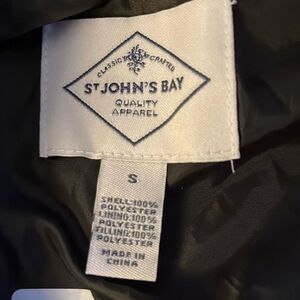 CLASSIC CRAFTED
ST JOHN'S BAY
QUALITY
APPAREL
S
SHELL:100%
POLYESTER
LINING:100%
POLYESTER
FILLING:100%
POLYESTER
MADE IN
CHINA